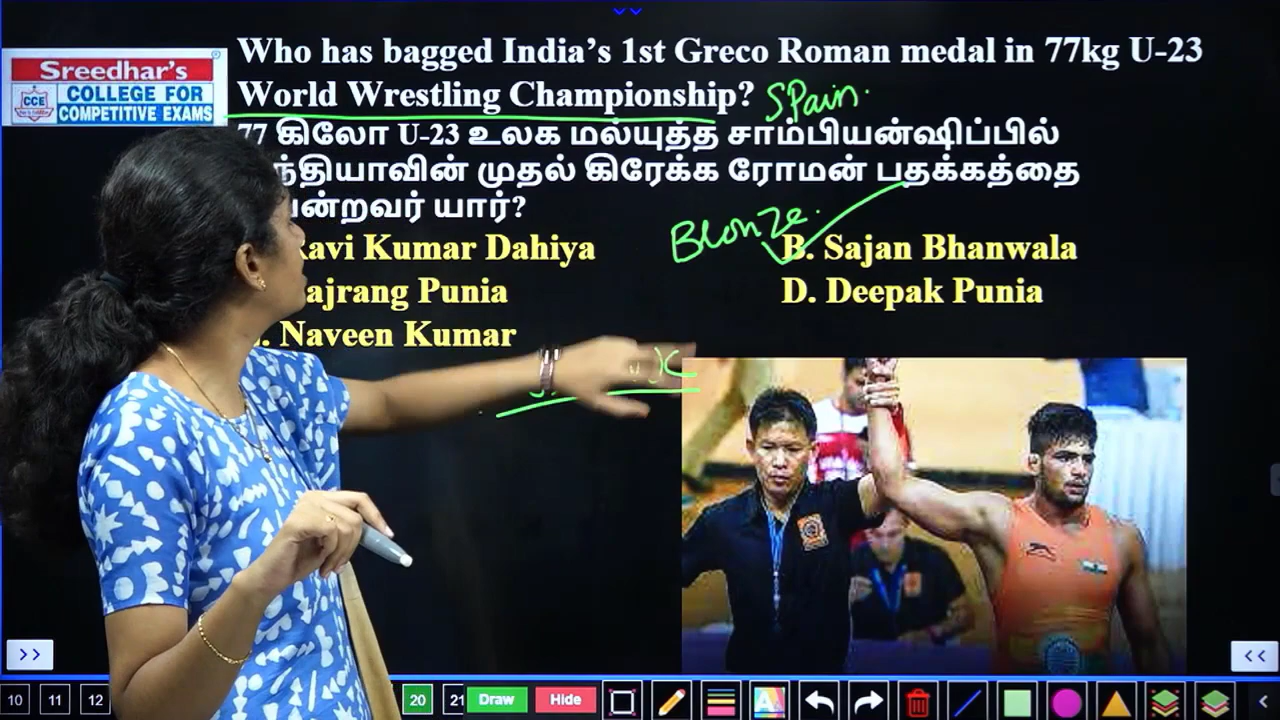 Sreedhar's
CCE
COLLEGE FOR
COMPETITIVE EXAMS
Who has bagged India's 1st Greco Roman medal in 77kg U-23
World Wrestling Championship? Spain.
77 கிலோ U-23 உலக மல்யுத்த சாம்பியன்ஷிப்பில்
ந்தியாவின் முதல் கிரேக்க ரோமன் பதக்கத்தை
ன்றவர் யார்?
Bronze.
Ravi Kumar Dahiya B. Sajan Bhanwala
ajrang Punia D. Deepak Punia
Naveen Kumar
>> <<
10 11 12 20 21 Draw Hide